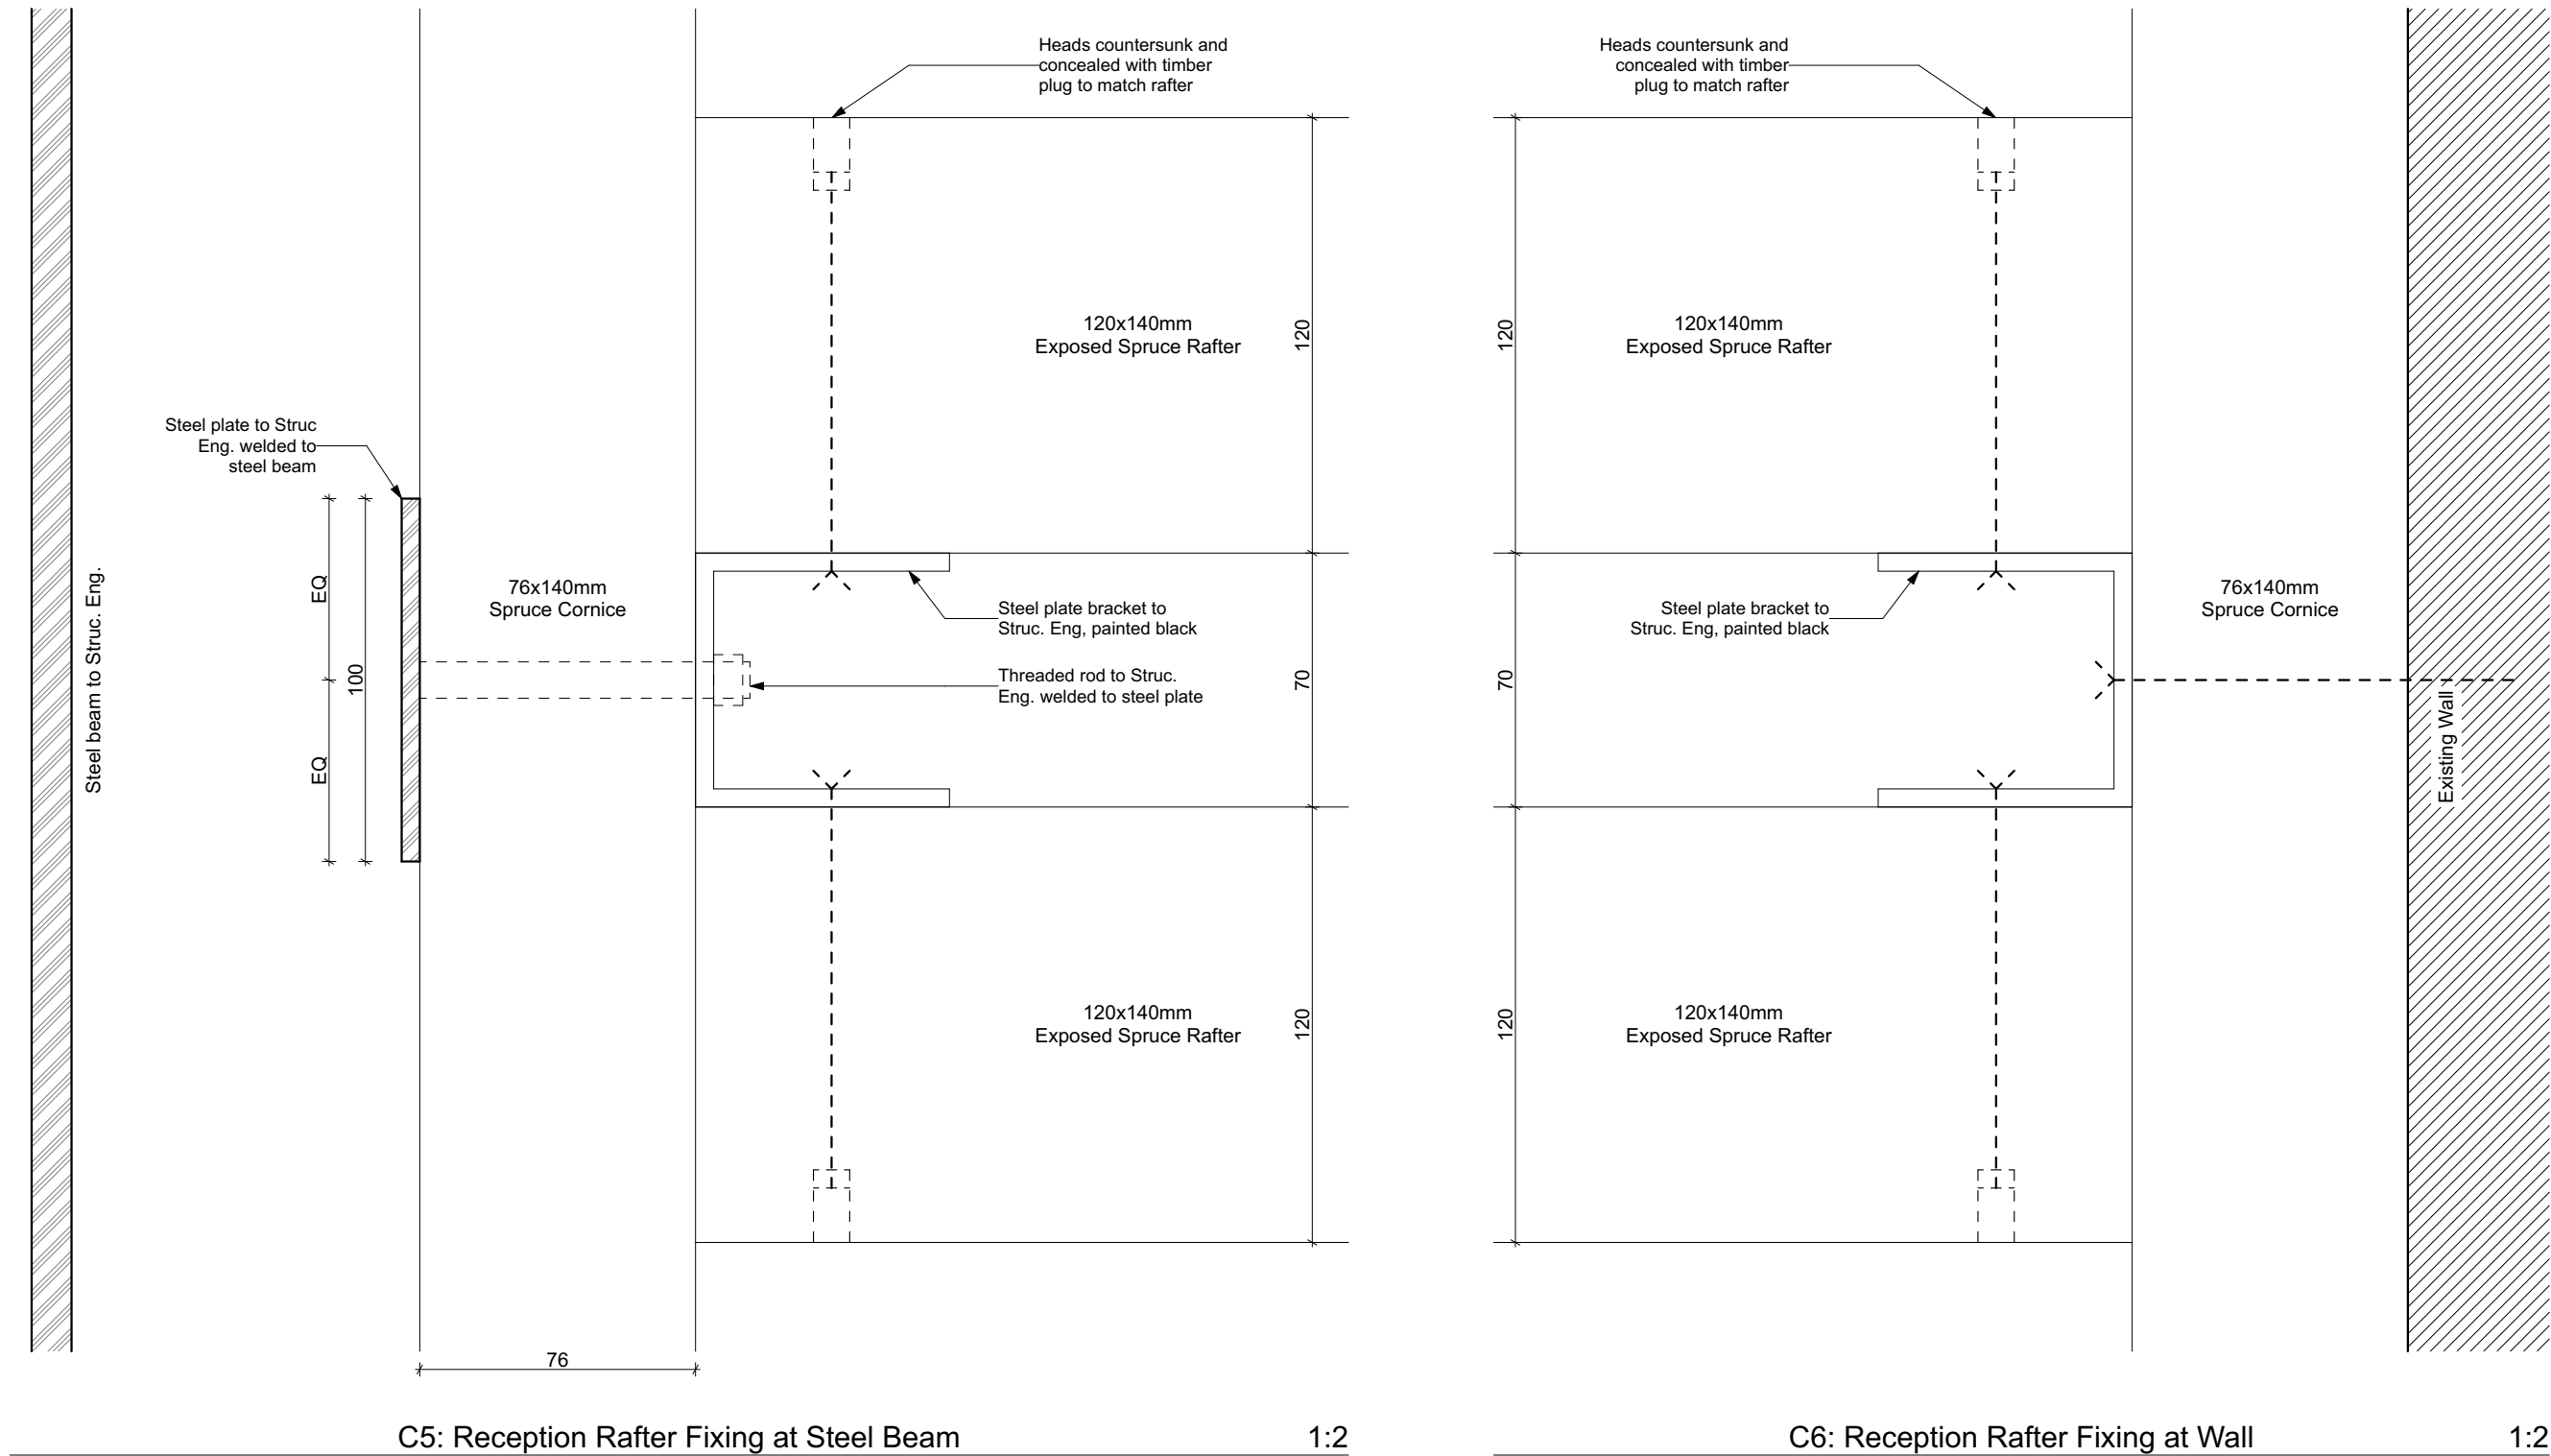 Heads countersunk and
concealed with timber
plug to match rafter
120x140mm
Exposed Spruce Rafter
120
Steel plate to Struc
Eng. welded to
steel beam
Steel beam to Struc. Eng.
EQ
EQ
100
76x140mm
Spruce Cornice
Steel plate bracket to
Struc. Eng, painted black
Threaded rod to Struc.
Eng. welded to steel plate
70
120x140mm
Exposed Spruce Rafter
120
76
C5: Reception Rafter Fixing at Steel Beam
1:2
Heads countersunk and
concealed with timber
plug to match rafter
120
120x140mm
Exposed Spruce Rafter
Steel plate bracket to
Struc. Eng, painted black
70
76x140mm
Spruce Cornice
Existing Wall
120
120x140mm
Exposed Spruce Rafter
C6: Reception Rafter Fixing at Wall
1:2